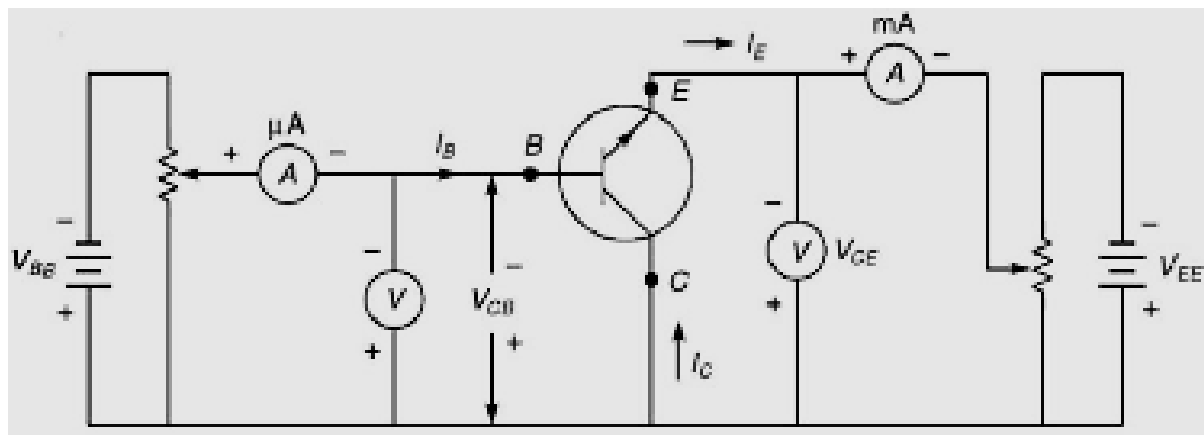 mA
I_E
+ A −
E
μA
+ A −
I_B
B
−
V_BB
+
−
V
+
−
V_CB
+
C
I_C
−
V
V_CE
+
−
V_EE
+